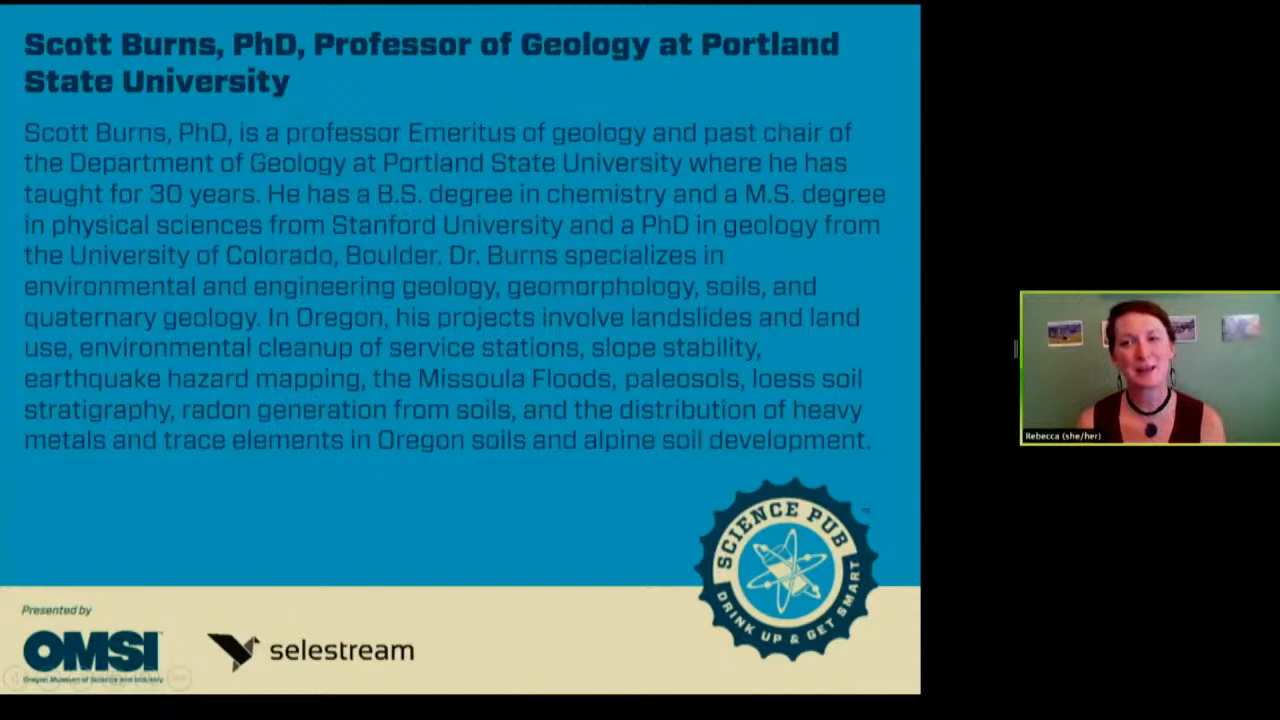 Scott Burns, PhD, Professor of Geology at Portland
State University
Scott Burns, PhD, is a professor Emeritus of geology and past chair of
the Department of Geology at Portland State University where he has
taught for 30 years. He has a B.S. degree in chemistry and a M.S. degree
in physical sciences from Stanford University and a PhD in geology from
the University of Colorado, Boulder. Dr. Burns specializes in
environmental and engineering geology, geomorphology, soils, and
quaternary geology. In Oregon, his projects involve landslides and land
use, environmental cleanup of service stations, slope stability,
earthquake hazard mapping, the Missoula Floods, paleosols, loess soil
stratigraphy, radon generation from soils, and the distribution of heavy
metals and trace elements in Oregon soils and alpine soil development.
Rebecca (she/her)
SCIENCE PUB
DRINK UP & GET SMART
Presented by
OMSI
Oregon Museum of Science and Industry
selestream